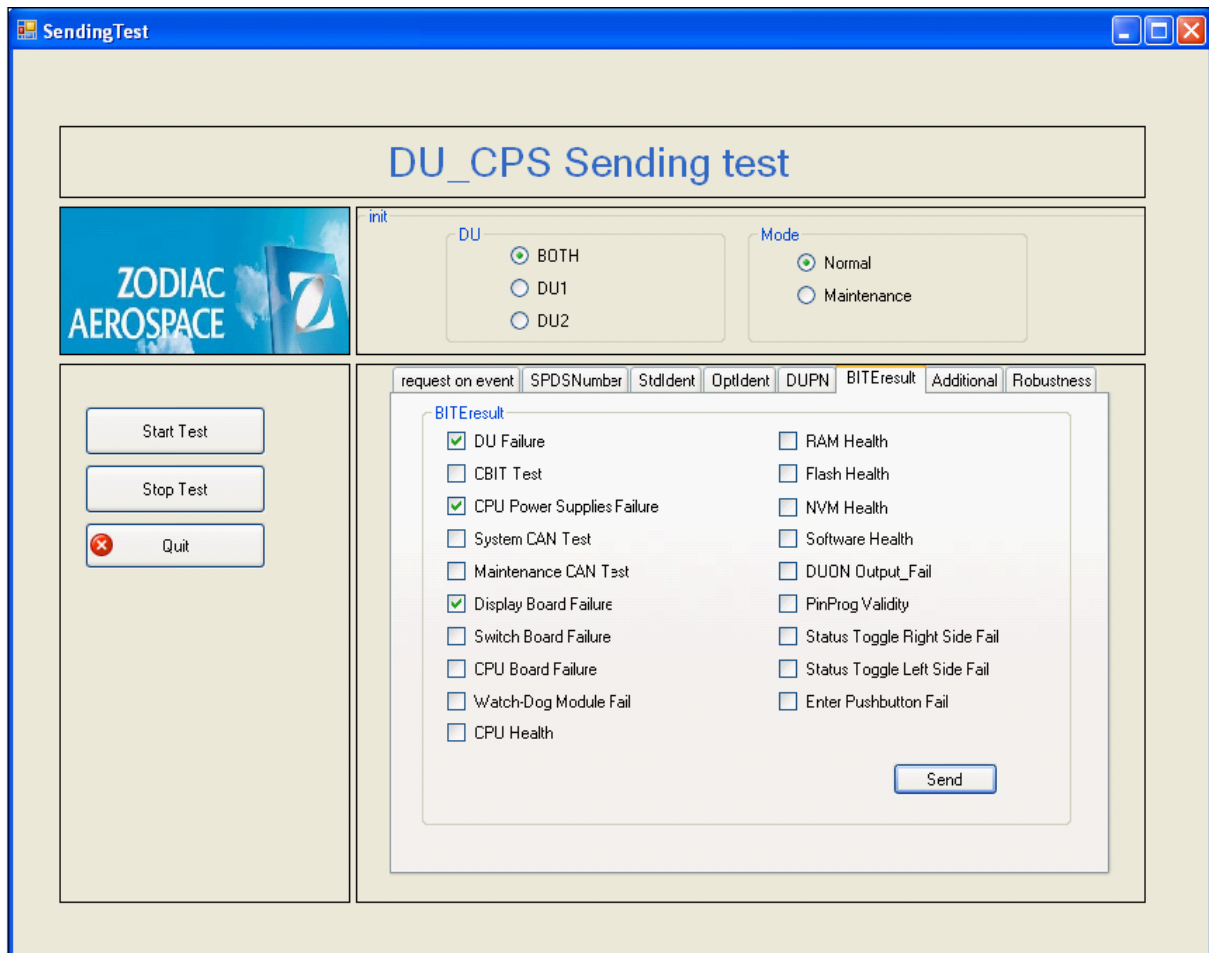 SendingTest
DU_CPS Sending test
ZODIAC
AEROSPACE
init
DU
BOTH
DU1
DU2
Mode
Normal
Maintenance
Start Test
Stop Test
Quit
request on event SPDSNumber StdIdent OptIdent DUPN BITEresult Additional Robustness
BITEresult
DU Failure
CBIT Test
CPU Power Supplies Failure
System CAN Test
Maintenance CAN Test
Display Board Failure
Switch Board Failure
CPU Board Failure
Watch-Dog Module Fail
CPU Health
RAM Health
Flash Health
NVM Health
Software Health
DUON Output_Fail
PinProg Validity
Status Toggle Right Side Fail
Status Toggle Left Side Fail
Enter Pushbutton Fail
Send